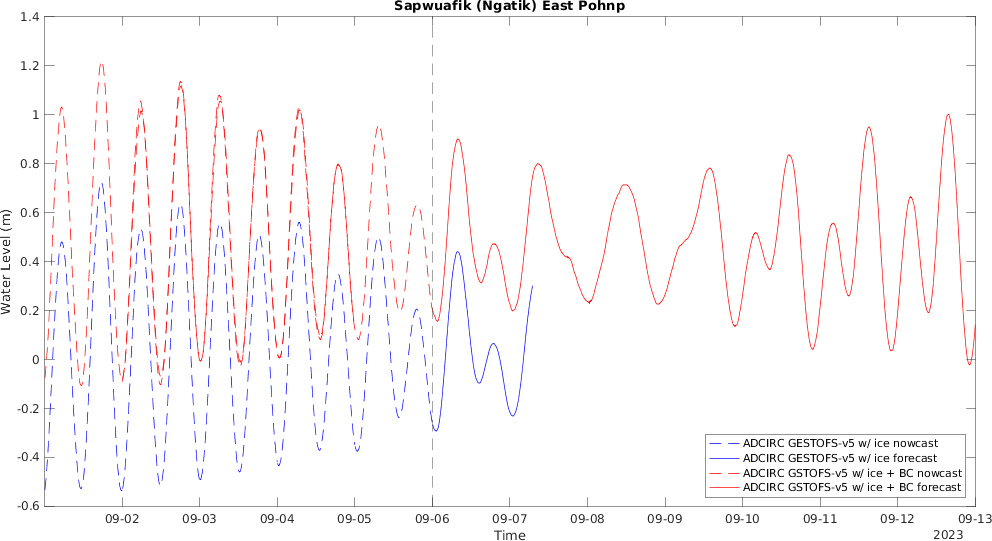 Sapwuafik (Ngatik) East Pohnp
1.4
1.2
1
0.8
0.6
0.4
0.2
0
-0.2
-0.4
-0.6
Water Level (m)
ADCIRC GESTOFS-v5 w/ ice nowcast
ADCIRC GESTOFS-v5 w/ ice forecast
ADCIRC GSTOFS-v5 w/ ice + BC nowcast
ADCIRC GSTOFS-v5 w/ ice + BC forecast
09-02 09-03 09-04 09-05 09-06 09-07 09-08 09-09 09-10 09-11 09-12 09-13
Time
2023